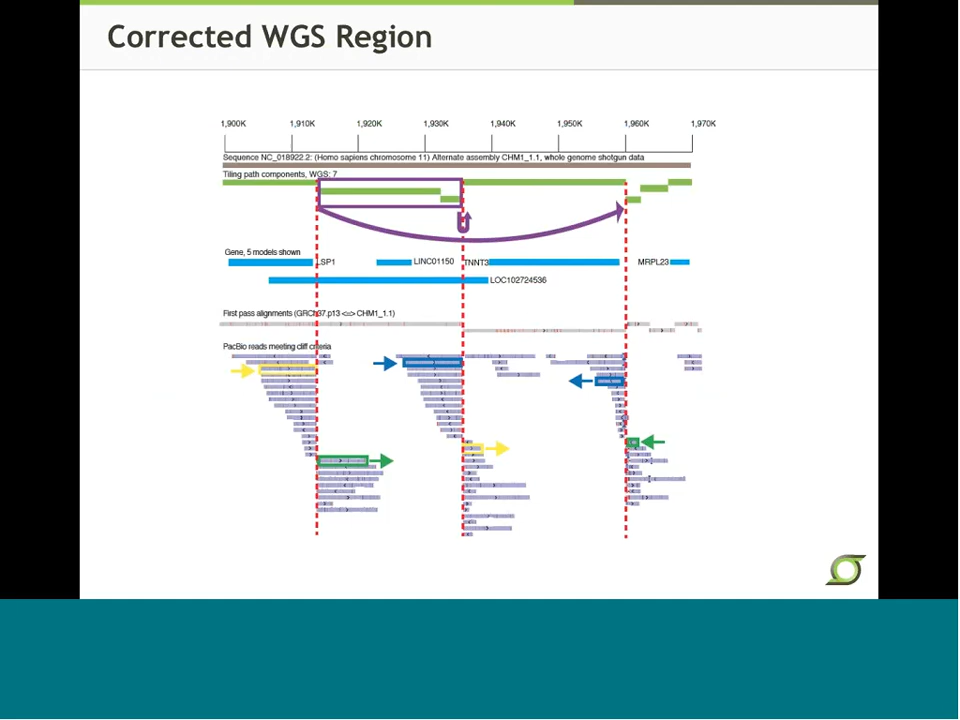 Corrected WGS Region
1,900K 1,910K 1,920K 1,930K 1,940K 1,950K 1,960K 1,970K
Sequence NC_018922.2: (Homo sapiens chromosome 11) Alternate assembly CHM1_1.1, whole genome shotgun data
Tiling path components, WGS: 7
Gene, 5 models shown
LSP1 LINC01150 TNNT3 MRPL23
LOC102724536
First pass alignments (GRCh37.p13 <=> CHM1_1.1)
PacBio reads meeting cliff criteria